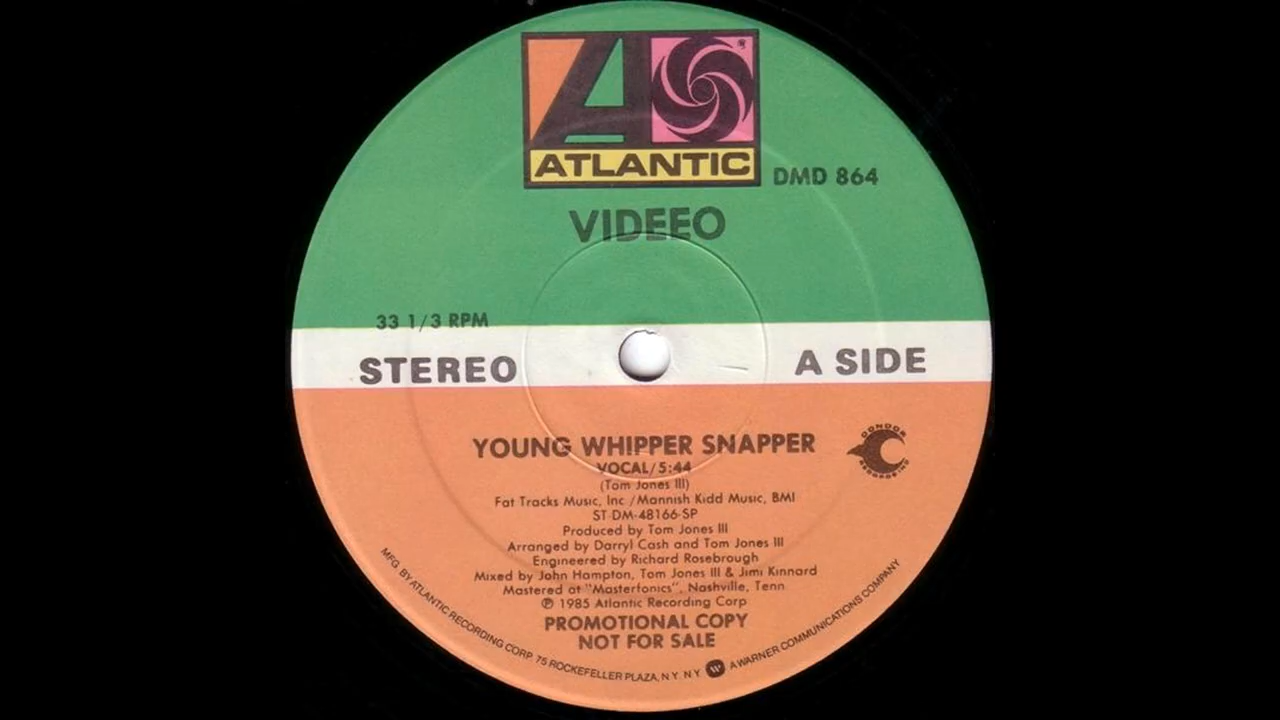 ATLANTIC
DMD 864
VIDEEO
33 1/3 RPM
STEREO
A SIDE
YOUNG WHIPPER SNAPPER
CONDOR
RECORDING
VOCAL/5:44
(Tom Jones III)
Fat Tracks Music, Inc /Mannish Kidd Music, BMI
ST-DM-48166-SP
Produced by Tom Jones III
Arranged by Darryl Cash and Tom Jones III
Engineered by Richard Rosebrough
Mixed by John Hampton, Tom Jones III & Jimi Kinnard
Mastered at "Masterfonics", Nashville, Tenn
℗ 1985 Atlantic Recording Corp
PROMOTIONAL COPY
NOT FOR SALE
MFG BY ATLANTIC RECORDING CORP 75 ROCKEFELLER PLAZA, N.Y. N.Y. W A WARNER COMMUNICATIONS COMPANY